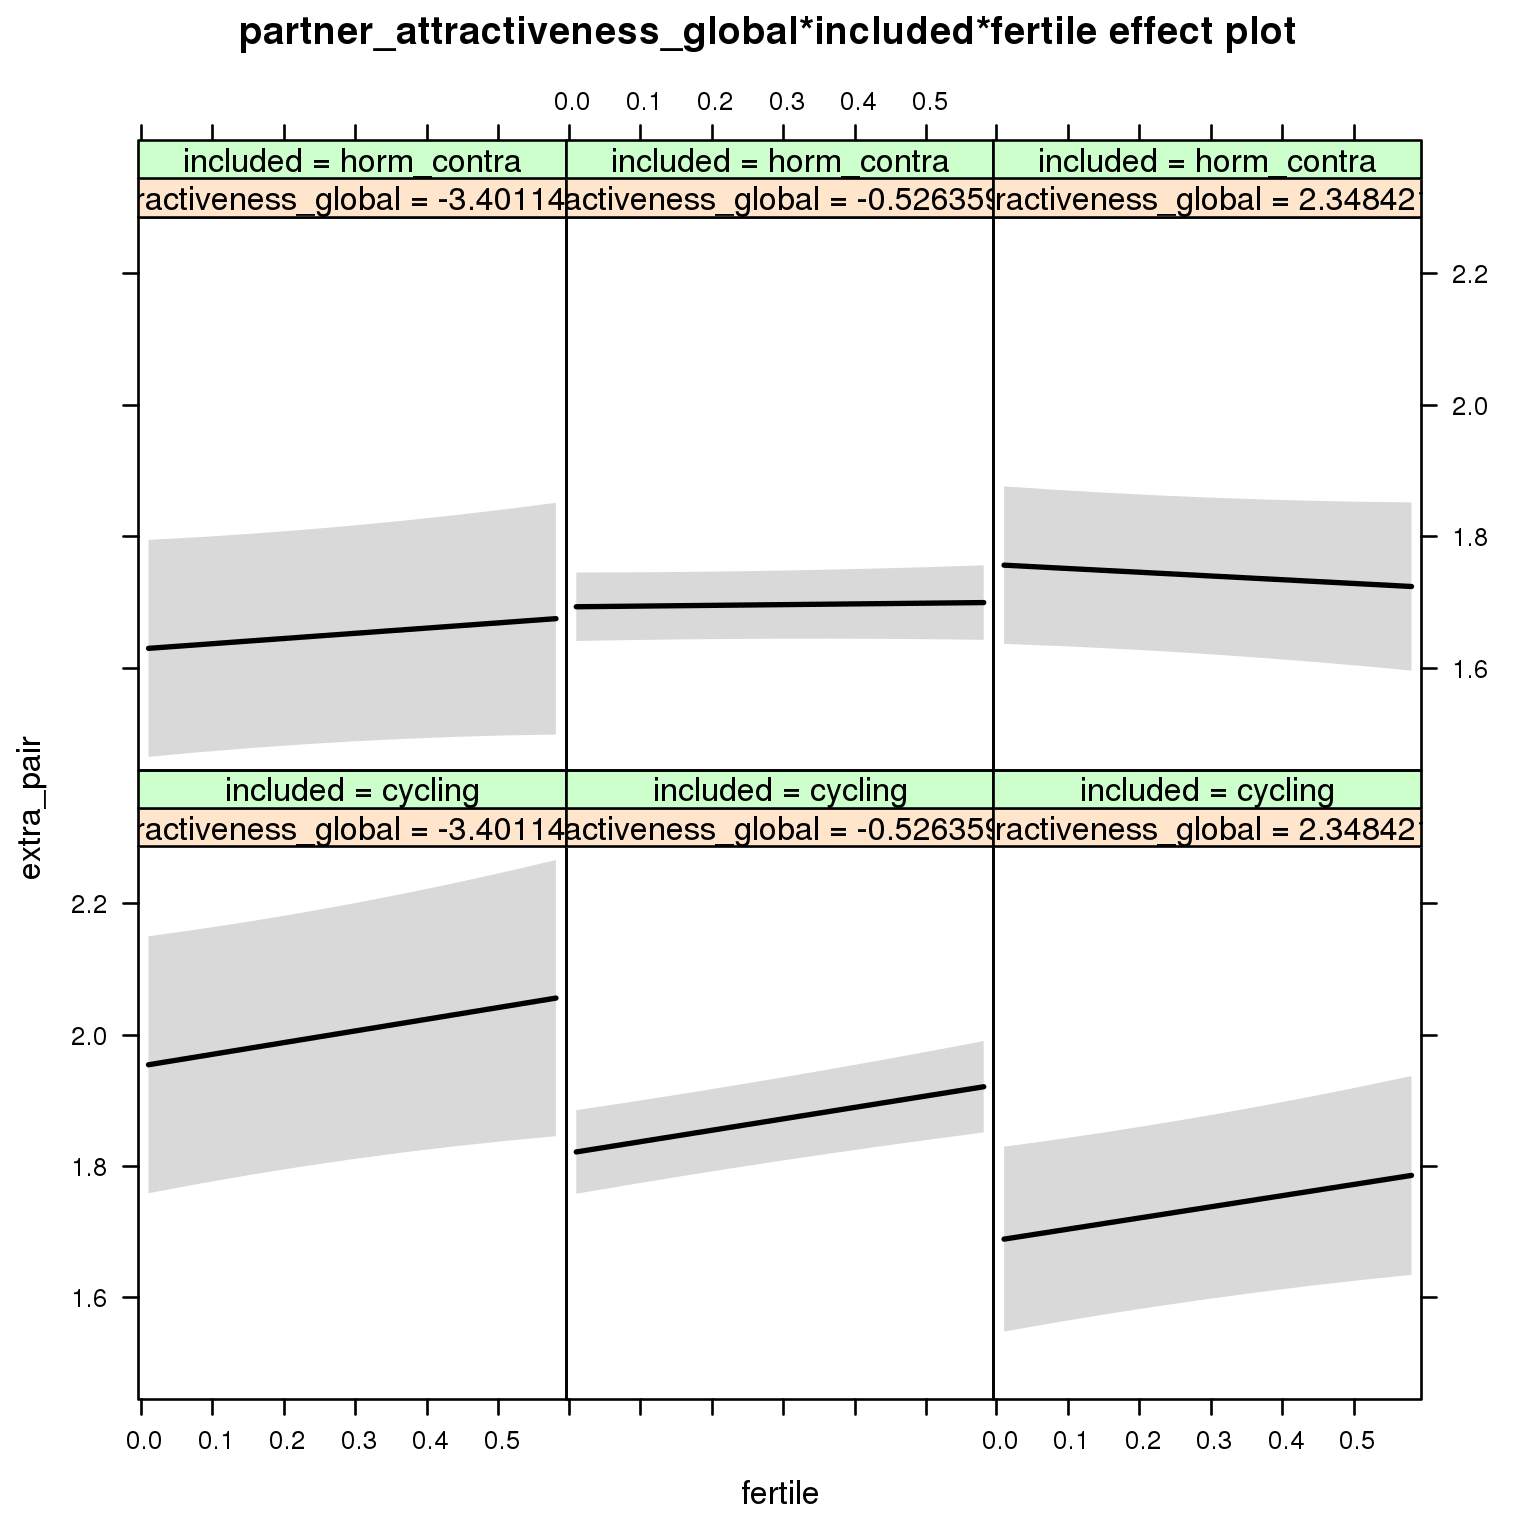 partner_attractiveness_global*included*fertile effect plot
0.0 0.1 0.2 0.3 0.4 0.5
included = horm_contra included = horm_contra included = horm_contra
ractiveness_global = -3.40114 activeness_global = -0.526359 ractiveness_global = 2.348421
2.2
2.0
1.8
1.6
extra_pair
included = cycling included = cycling included = cycling
ractiveness_global = -3.40114 activeness_global = -0.526359 ractiveness_global = 2.348421
2.2
2.0
1.8
1.6
0.0 0.1 0.2 0.3 0.4 0.5 0.0 0.1 0.2 0.3 0.4 0.5
fertile